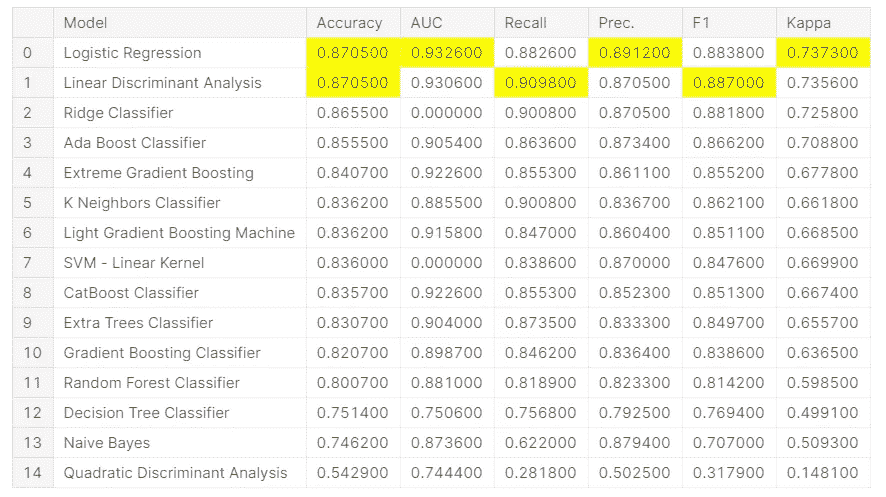 Model Accuracy AUC Recall Prec. F1 Kappa
0 Logistic Regression 0.870500 0.932600 0.882600 0.891200 0.883800 0.737300
1 Linear Discriminant Analysis 0.870500 0.930600 0.909800 0.870500 0.887000 0.735600
2 Ridge Classifier 0.865500 0.000000 0.900800 0.870500 0.881800 0.725800
3 Ada Boost Classifier 0.855500 0.905400 0.863600 0.873400 0.866200 0.708800
4 Extreme Gradient Boosting 0.840700 0.922600 0.855300 0.861100 0.855200 0.677800
5 K Neighbors Classifier 0.836200 0.885500 0.900800 0.836700 0.862100 0.661800
6 Light Gradient Boosting Machine 0.836200 0.915800 0.847000 0.860400 0.851100 0.668500
7 SVM - Linear Kernel 0.836000 0.000000 0.838600 0.870000 0.847600 0.669900
8 CatBoost Classifier 0.835700 0.922600 0.855300 0.852300 0.851300 0.667400
9 Extra Trees Classifier 0.830700 0.904000 0.873500 0.833300 0.849700 0.655700
10 Gradient Boosting Classifier 0.820700 0.898700 0.846200 0.836400 0.838600 0.636500
11 Random Forest Classifier 0.800700 0.881000 0.818900 0.823300 0.814200 0.598500
12 Decision Tree Classifier 0.751400 0.750600 0.756800 0.792500 0.769400 0.499100
13 Naive Bayes 0.746200 0.873600 0.622000 0.879400 0.707000 0.509300
14 Quadratic Discriminant Analysis 0.542900 0.744400 0.281800 0.502500 0.317900 0.148100